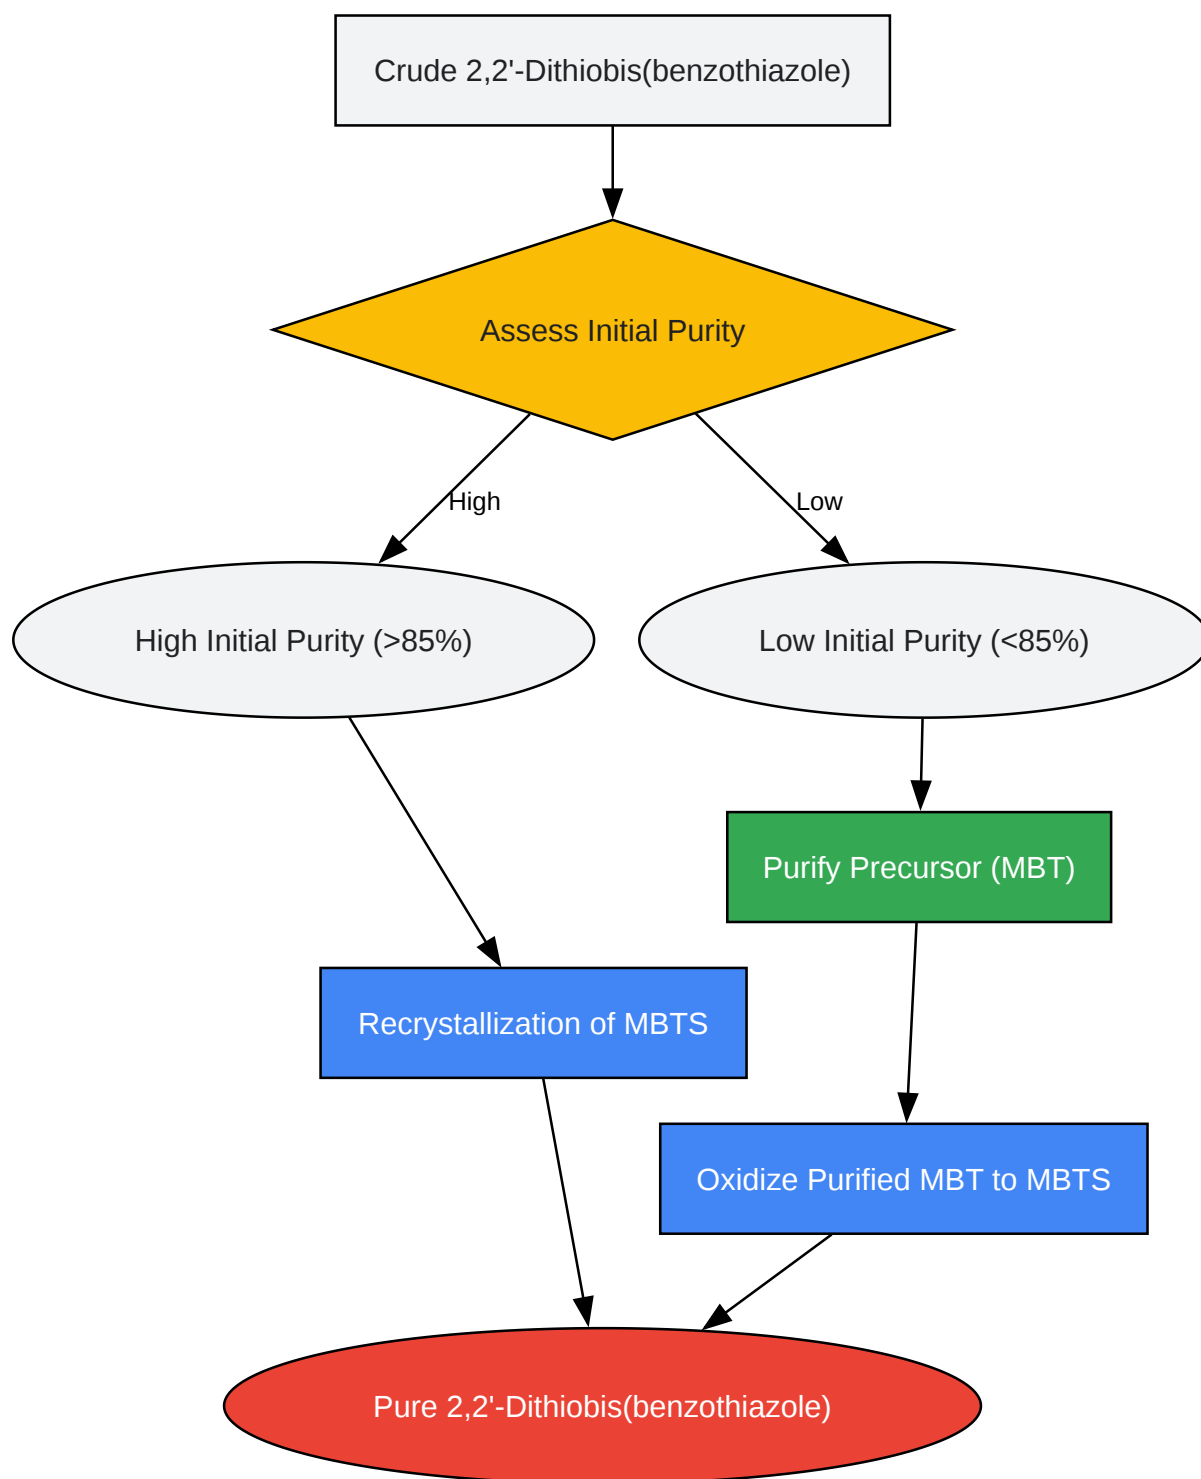 Crude 2,2'-Dithiobis(benzothiazole)
Assess Initial Purity
High
Low
High Initial Purity (>85%)
Low Initial Purity (<85%)
Purify Precursor (MBT)
Recrystallization of MBTS
Oxidize Purified MBT to MBTS
Pure 2,2'-Dithiobis(benzothiazole)